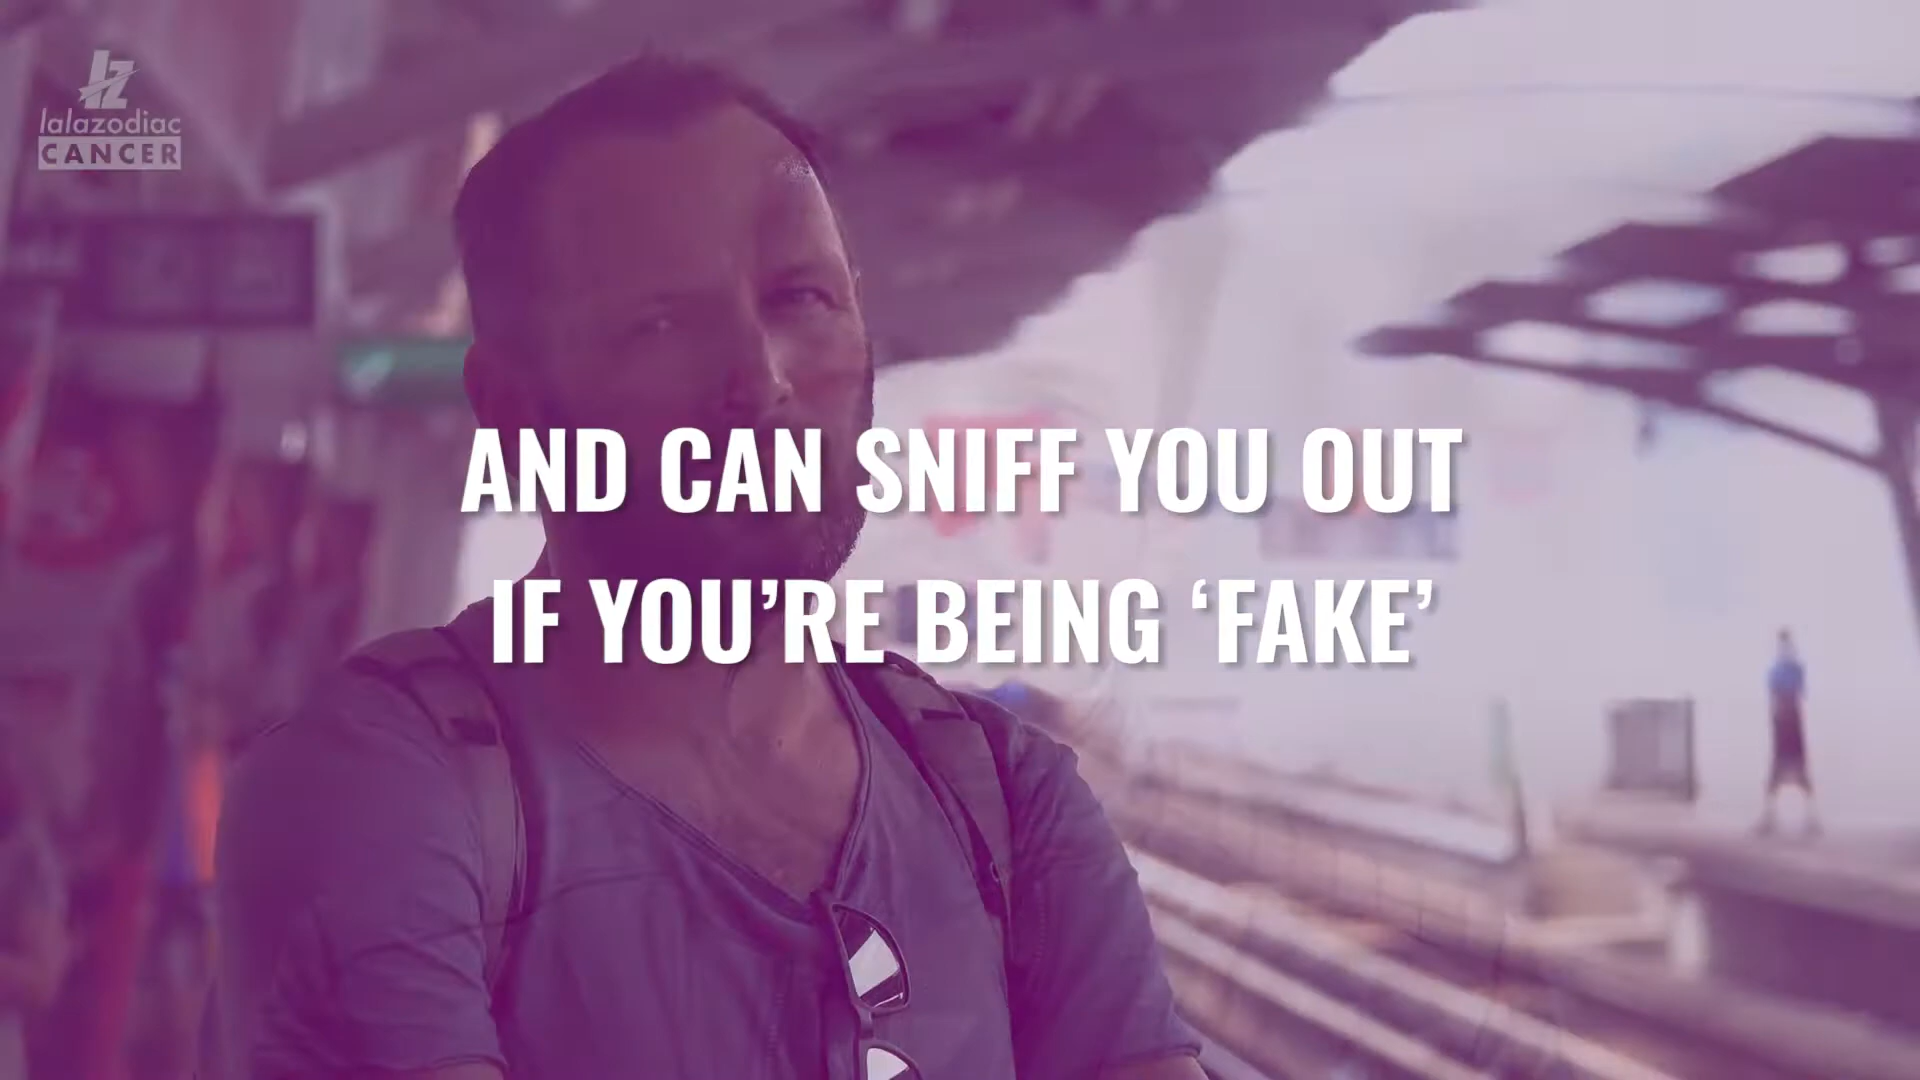 lalazodiac
CANCER
AND CAN SNIFF YOU OUT
IF YOU’RE BEING ‘FAKE’